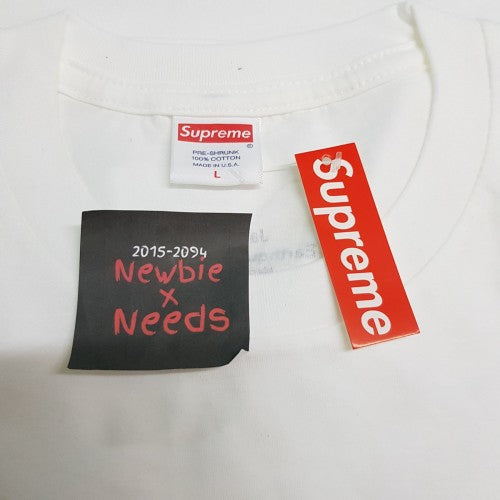 Supreme
®
PRE-SHRUNK
100% COTTON
MADE IN U.S.A.
L
2015-2094
Newbie
x
Needs
Supreme